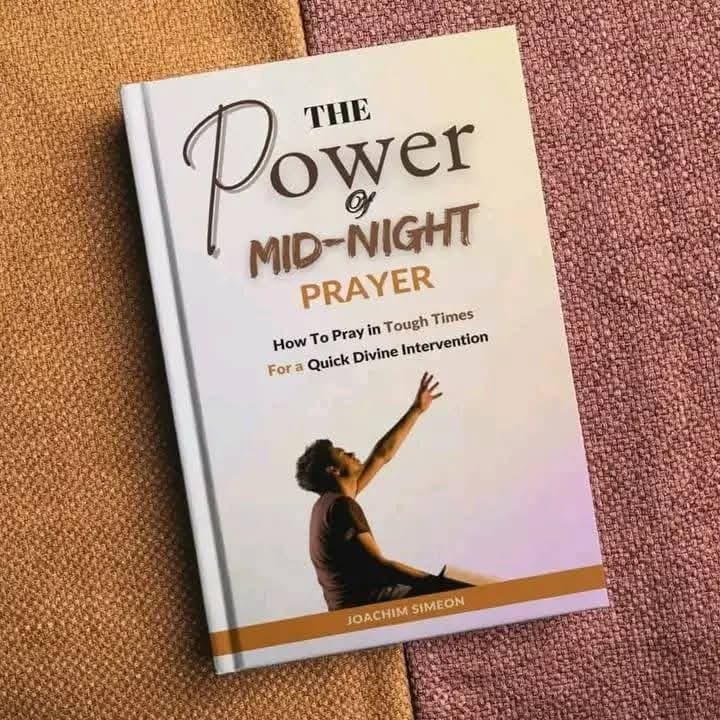 THE
Power
Of
MID-NIGHT
PRAYER
How To Pray in Tough Times
For a Quick Divine Intervention
JOACHIM SIMEON